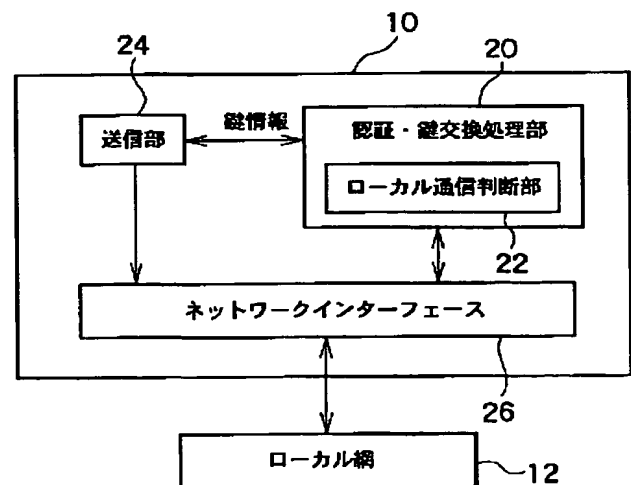 10
24
20
送信部
鍵情報
認証・鍵交換処理部
ローカル通信判断部
22
ネットワークインターフェース
26
ローカル網
12